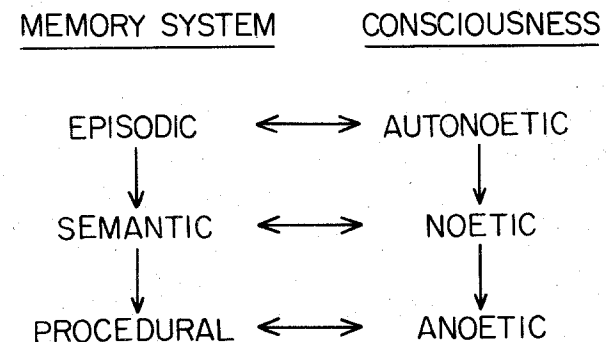 MEMORY SYSTEM CONSCIOUSNESS
EPISODIC AUTONOETIC
SEMANTIC NOETIC
PROCEDURAL ANOETIC